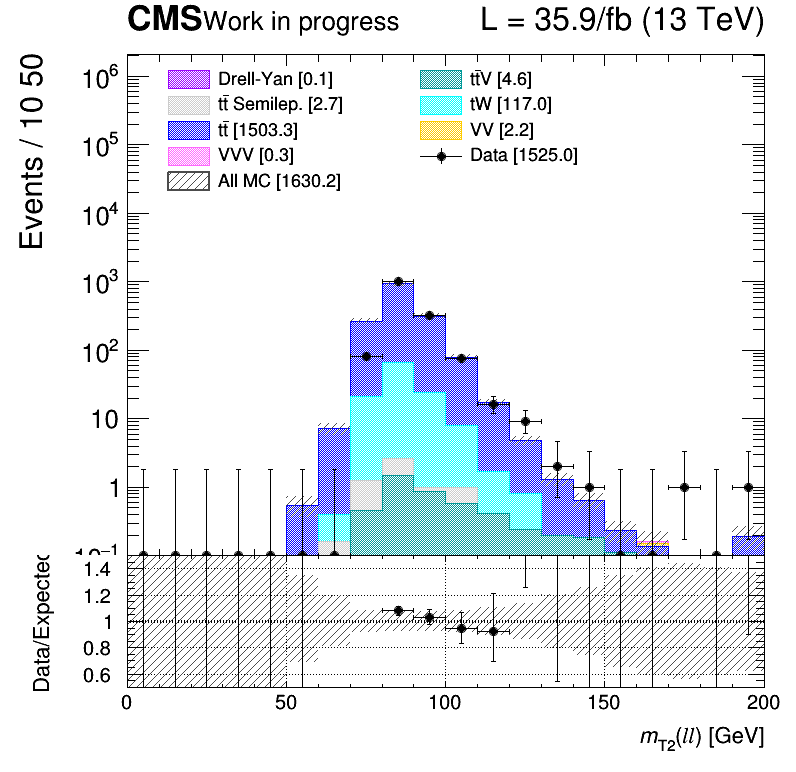 CMS Work in progress L = 35.9/fb (13 TeV)
Events / 10 50
10⁶
10⁵
10⁴
10³
10²
10
1
10⁻¹
Drell-Yan [0.1]
tt̄ Semilep. [2.7]
tt̄ [1503.3]
VVV [0.3]
All MC [1630.2]
tt̄V [4.6]
tW [117.0]
VV [2.2]
Data [1525.0]
Data/Expected
1.4
1.2
1
0.8
0.6
0 50 100 150 200
m_T2(ll) [GeV]